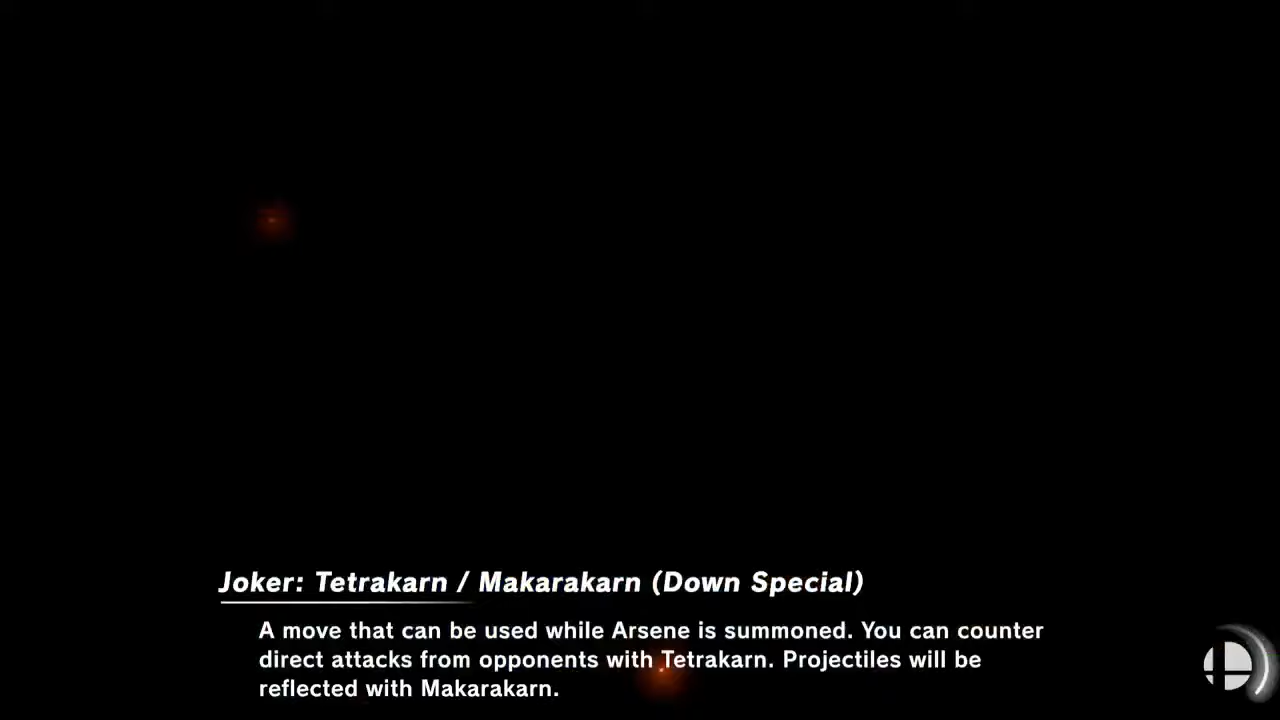 Joker: Tetrakarn / Makarakarn (Down Special)
A move that can be used while Arsene is summoned. You can counter
direct attacks from opponents with Tetrakarn. Projectiles will be
reflected with Makarakarn.